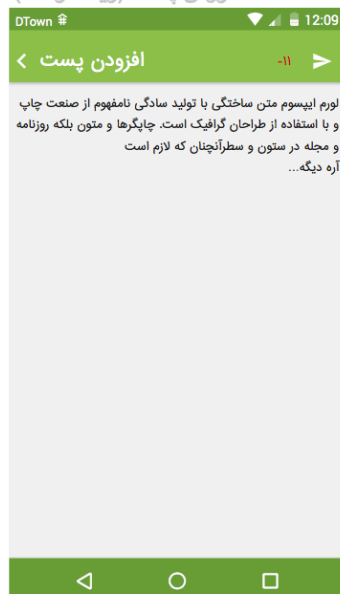 DTown 12:09
افزودن پست -۱۱
لورم ایپسوم متن ساختگی با تولید سادگی نامفهوم از صنعت چاپ
و با استفاده از طراحان گرافیک است. چاپگرها و متون بلکه روزنامه
و مجله در ستون و سطرآنچنان که لازم است
آره دیگه...